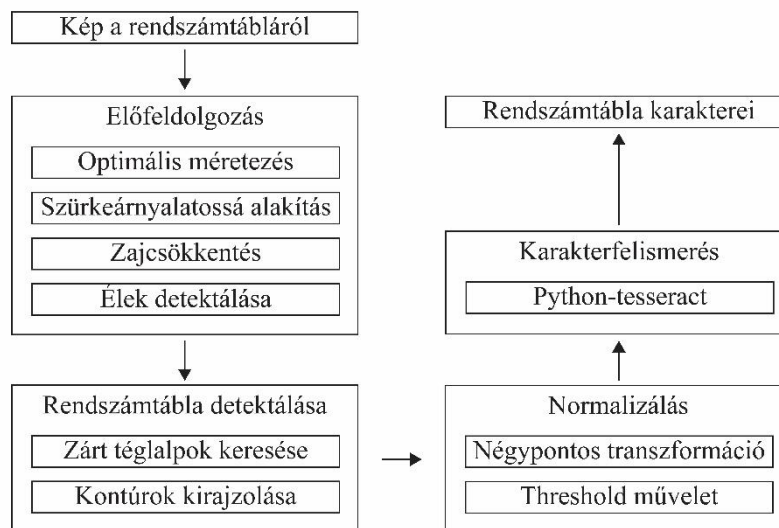 Kép a rendszámtábláról
Előfeldolgozás
Optimális méretezés
Szürkeárnyalatossá alakítás
Zajcsökkentés
Élek detektálása
Rendszámtábla detektálása
Zárt téglalpok keresése
Kontúrok kirajzolása
Normalizálás
Négypontos transzformáció
Threshold művelet
Karakterfelismerés
Python-tesseract
Rendszámtábla karakterei